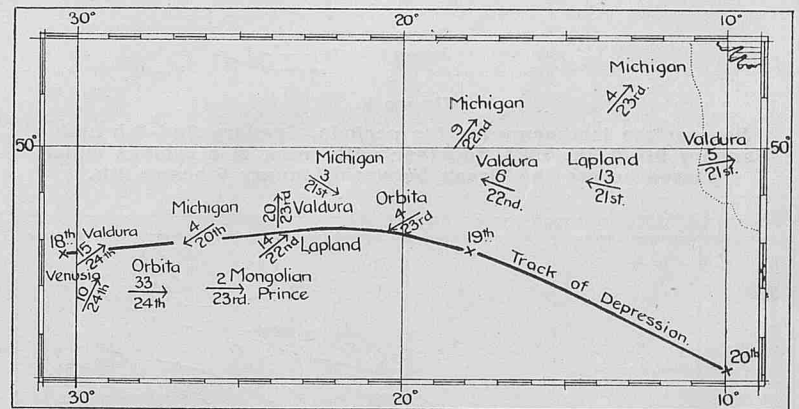 30°
20°
10°
Michigan
4
23rd
Michigan
9
22nd
50°
50°
Valdura
5
21st.
Michigan
3
21st
Valdura
6
22nd.
Lapland
13
21st.
Michigan
4
20th
20
23rd
Valdura
Orbita
4
23rd
18th
Valdura
15
24th
14
22nd
Lapland
19th
Venusia
10
24th
Orbita
33
24th
2
23rd.
Mongolian
Prince
Track of Depression.
20th
30°
20°
10°